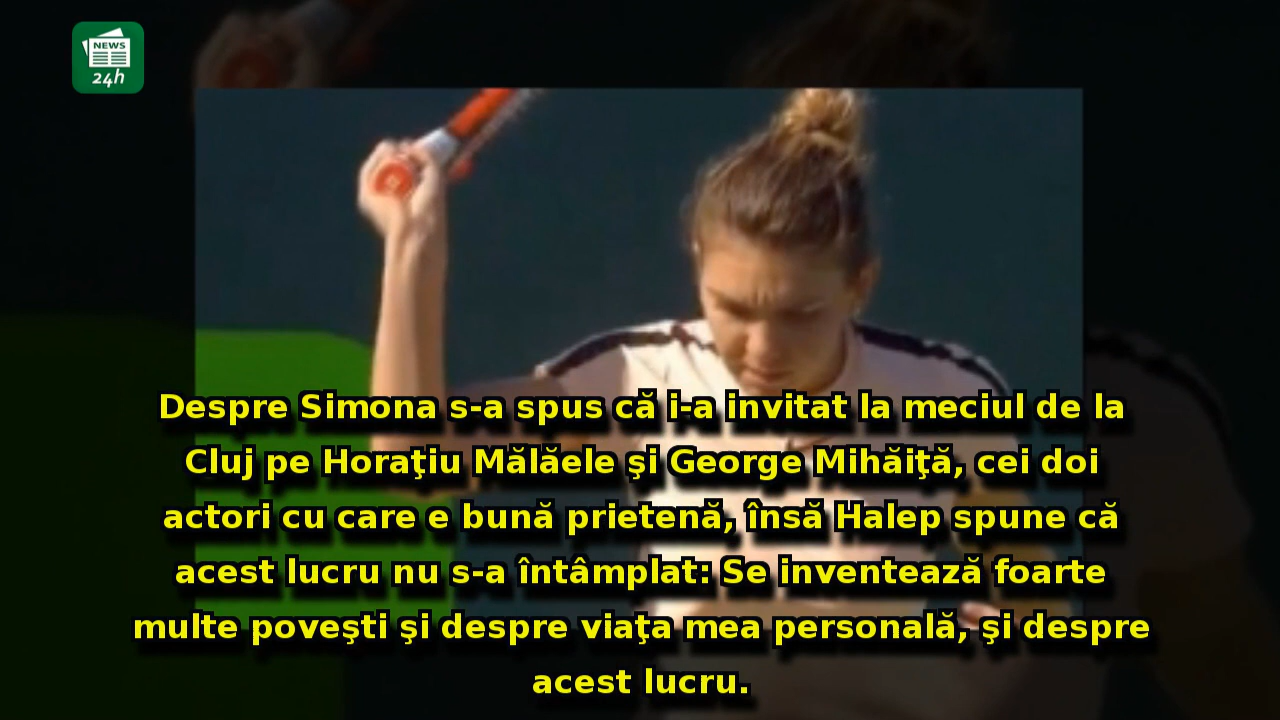 NEWS
24h
Despre Simona s-a spus că i-a invitat la meciul de la
Cluj pe Horaţiu Mălăele şi George Mihăiţă, cei doi
actori cu care e bună prietenă, însă Halep spune că
acest lucru nu s-a întâmplat: Se inventează foarte
multe poveşti şi despre viaţa mea personală, şi despre
acest lucru.